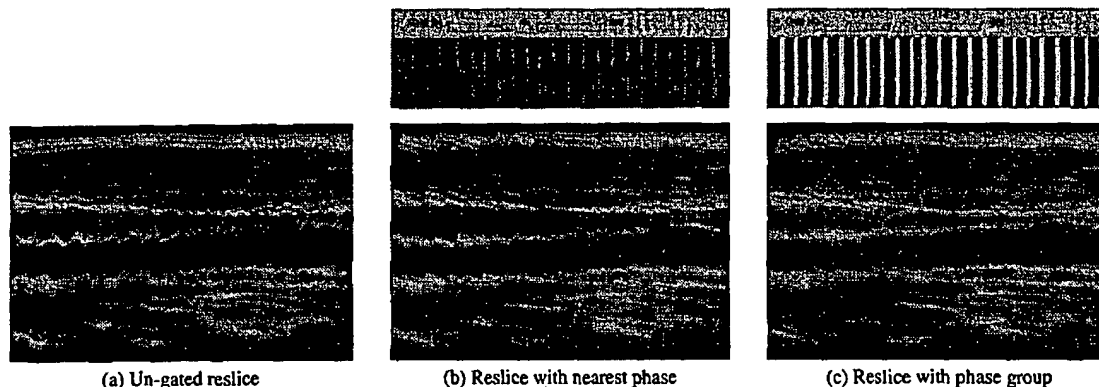 (a) Un-gated reslice
(b) Reslice with nearest phase
(c) Reslice with phase group